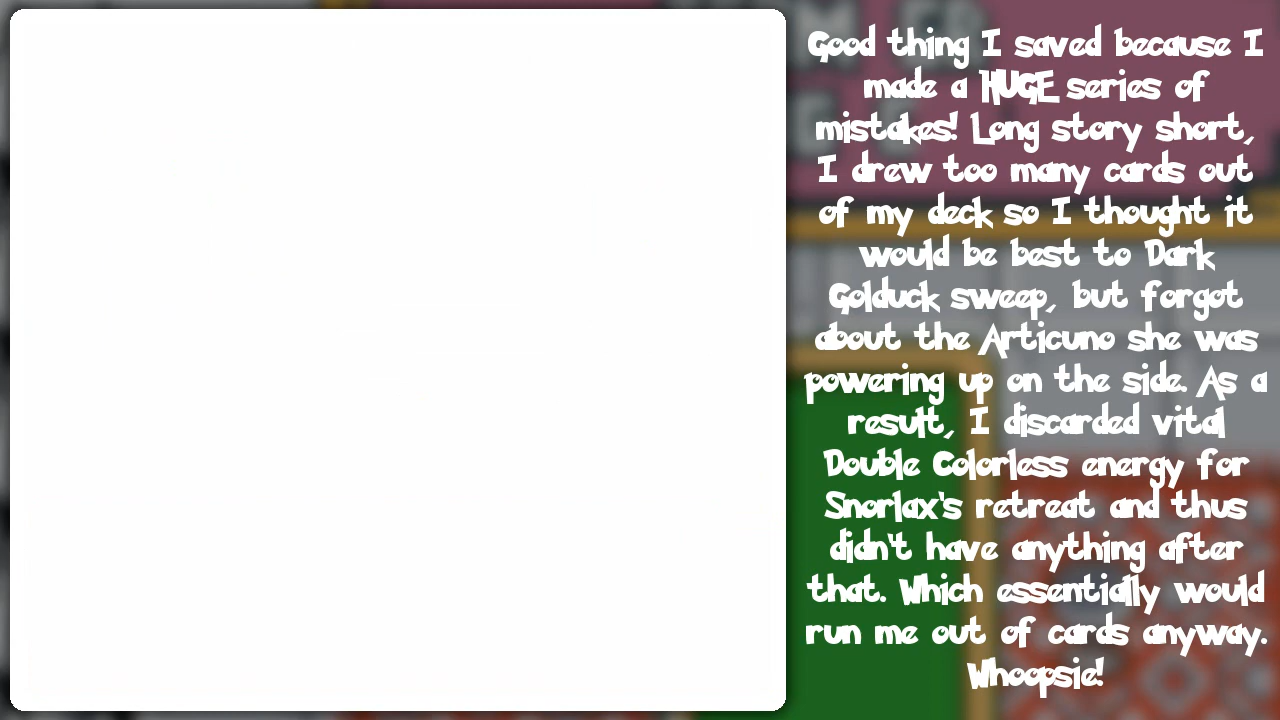 Good thing I saved because I
made a HUGE series of
mistakes! Long story short,
I drew too many cards out
of my deck so I thought it
would be best to Dark
Golduck sweep, but forgot
about the Articuno she was
powering up on the side. As a
result, I discarded vital
Double Colorless energy for
Snorlax's retreat and thus
didn't have anything after
that. Which essentially would
run me out of cards anyway.
Whoopsie!